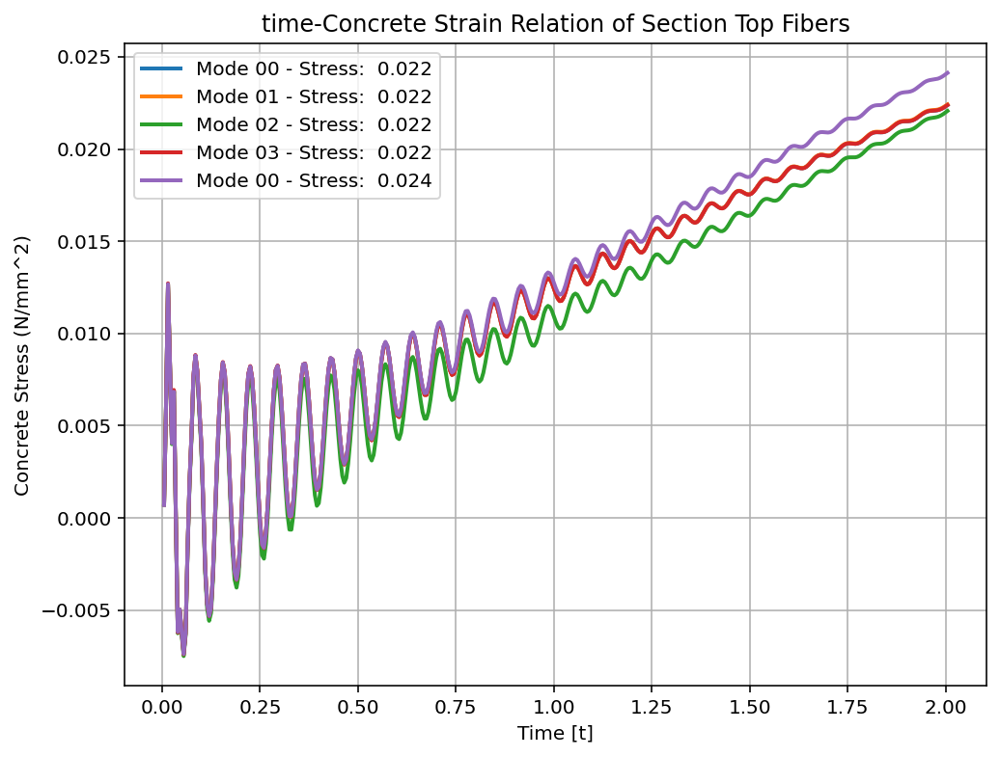 time-Concrete Strain Relation of Section Top Fibers
0.025
0.020
0.015
0.010
0.005
0.000
−0.005
Concrete Stress (N/mm^2)
Mode 00 - Stress:  0.022
Mode 01 - Stress:  0.022
Mode 02 - Stress:  0.022
Mode 03 - Stress:  0.022
Mode 00 - Stress:  0.024
0.00 0.25 0.50 0.75 1.00 1.25 1.50 1.75 2.00
Time [t]